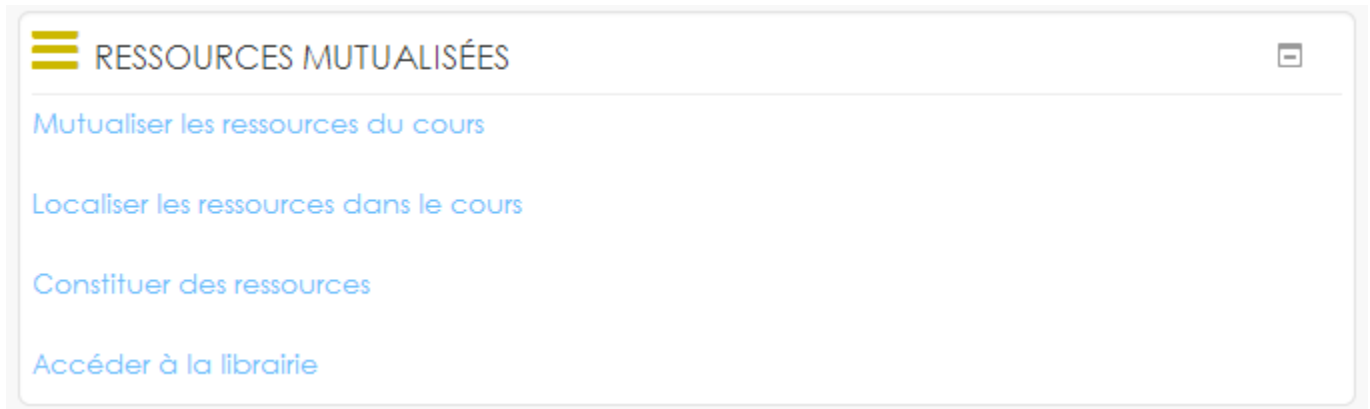 RESSOURCES MUTUALISÉES
Mutualiser les ressources du cours
Localiser les ressources dans le cours
Constituer des ressources
Accéder à la librairie